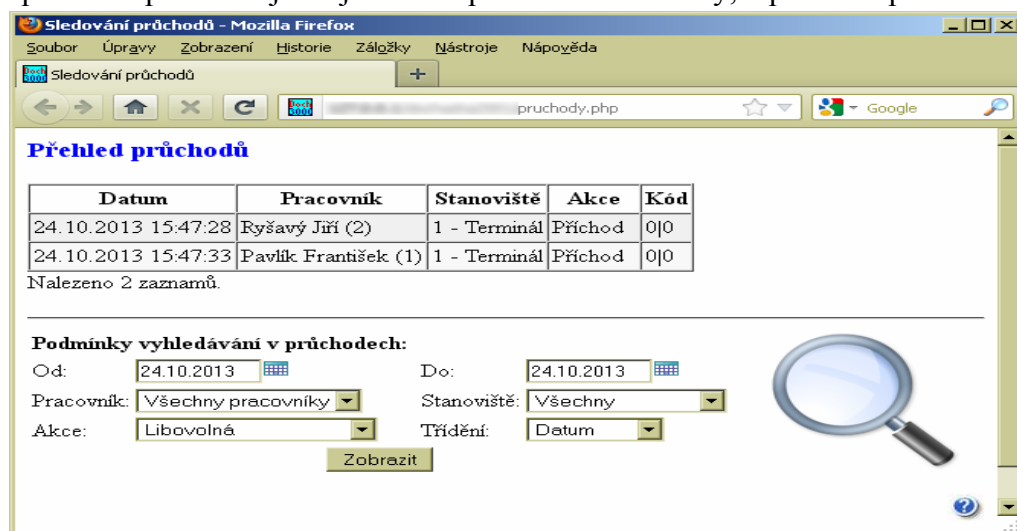 Sledování průchodů - Mozilla Firefox
Soubor Úpravy Zobrazení Historie Záložky Nástroje Nápověda
Sledování průchodů
pruchody.php Google
Přehled průchodů
Datum Pracovník Stanoviště Akce Kód
24.10.2013 15:47:28 Ryšavý Jiří (2) 1 - Terminál Příchod 0|0
24.10.2013 15:47:33 Pavlík František (1) 1 - Terminál Příchod 0|0
Nalezeno 2 zaznamů.
Podmínky vyhledávání v průchodech:
Od: 24.10.2013 Do: 24.10.2013
Pracovník: Všechny pracovníky Stanoviště: Všechny
Akce: Libovolná Třídění: Datum
Zobrazit